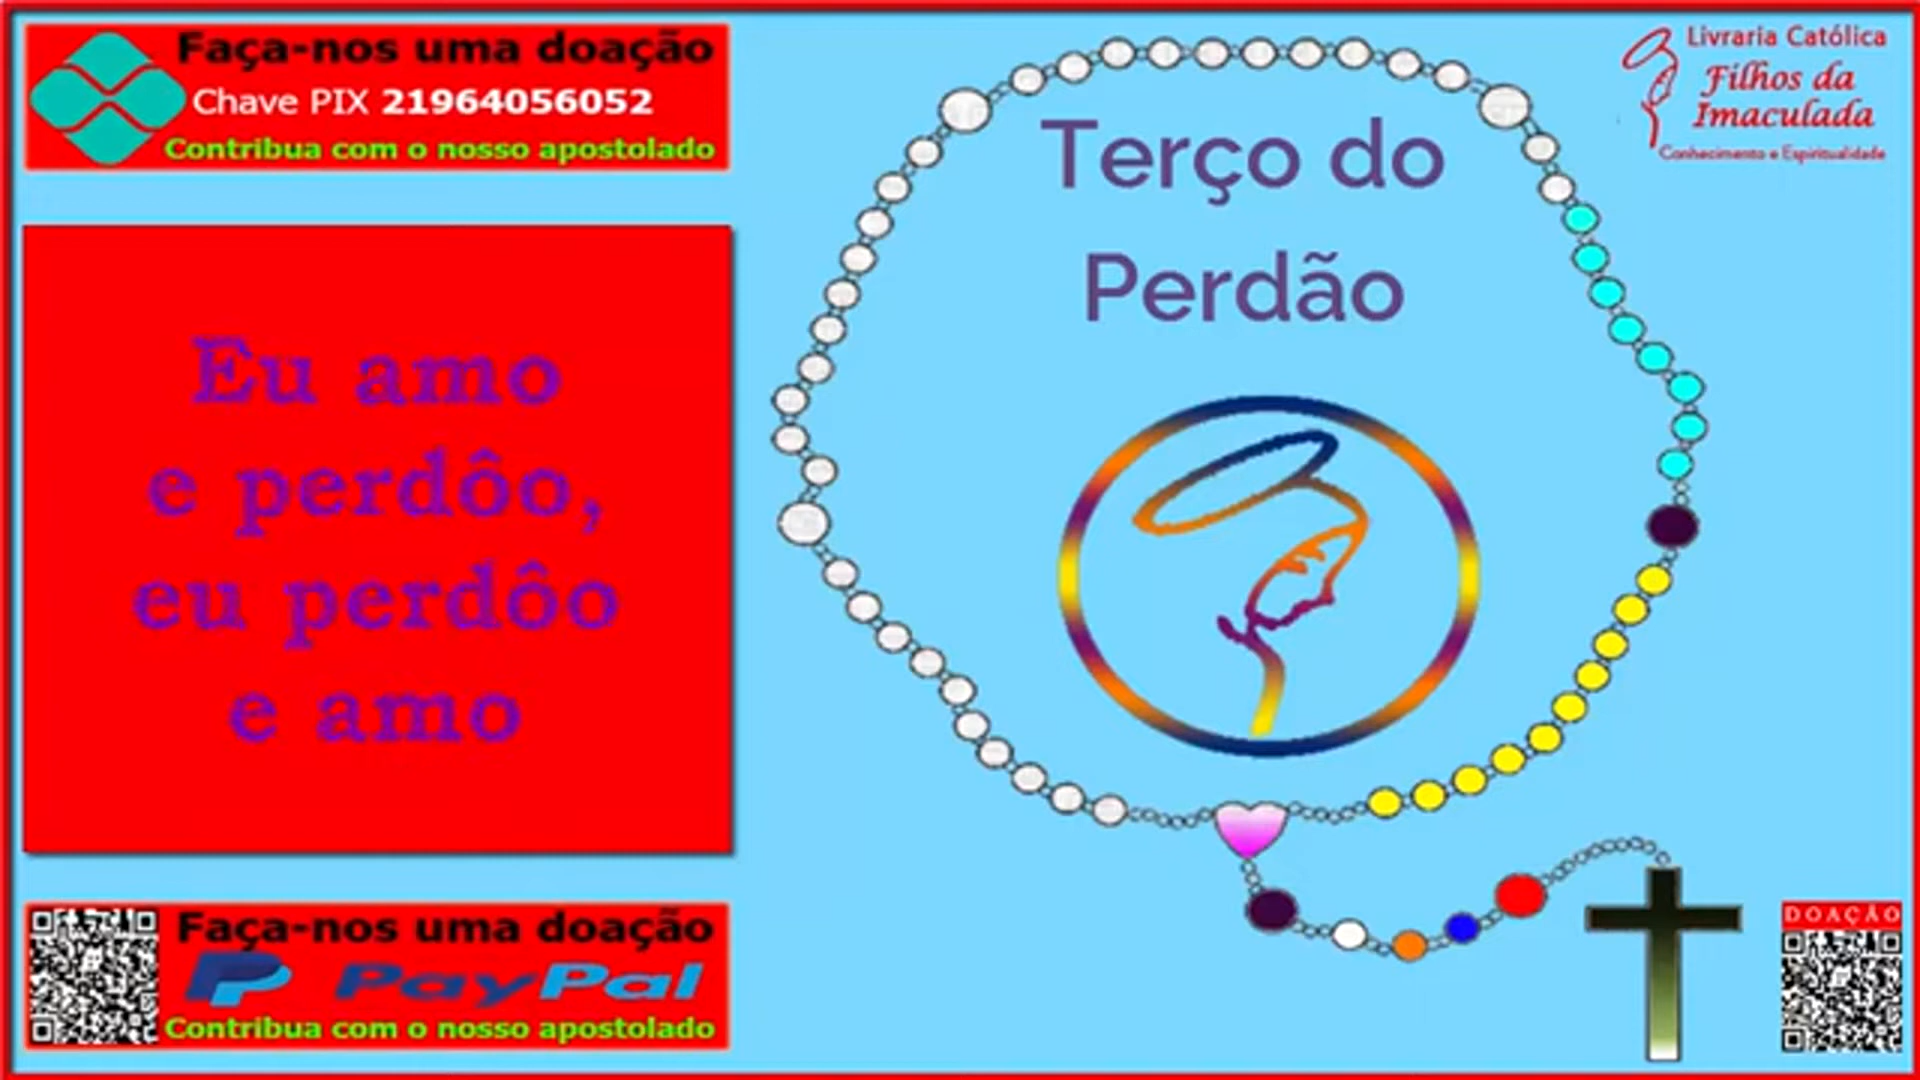 Faça-nos uma doação
Chave PIX 21964056052
Contribua com o nosso apostolado
Eu amo
e perdôo,
eu perdôo
e amo
Faça-nos uma doação
PayPal
Contribua com o nosso apostolado
Terço do
Perdão
Livraria Católica
Filhos da
Imaculada
Conhecimento e Espiritualidade
DOAÇÃO